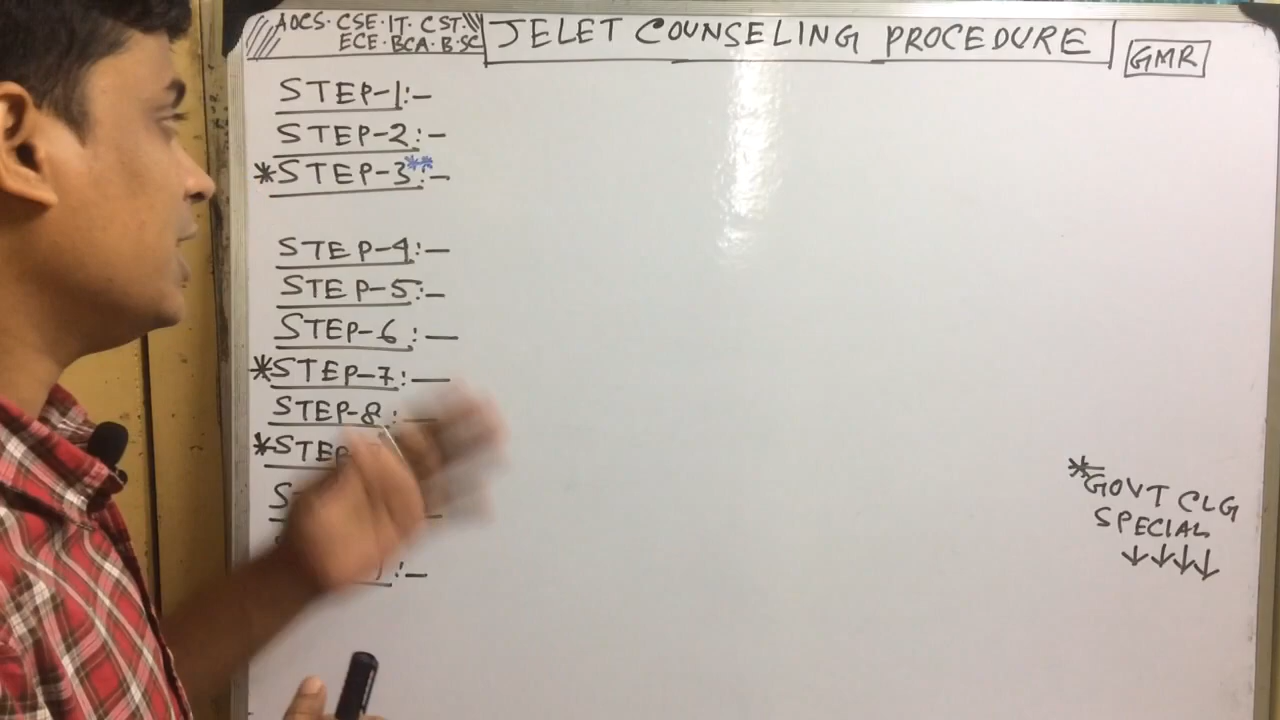 AOCS. CSE. IT. CST.
ECE. BCA. B.SC
JELET COUNSELING PROCEDURE
GMR
STEP-1:-
STEP-2:-
*STEP-3**:-
STEP-4:-
STEP-5:-
STEP-6:-
*STEP-7:-
STEP-8:-
*GOVT CLG
SPECIAL
↓↓↓↓